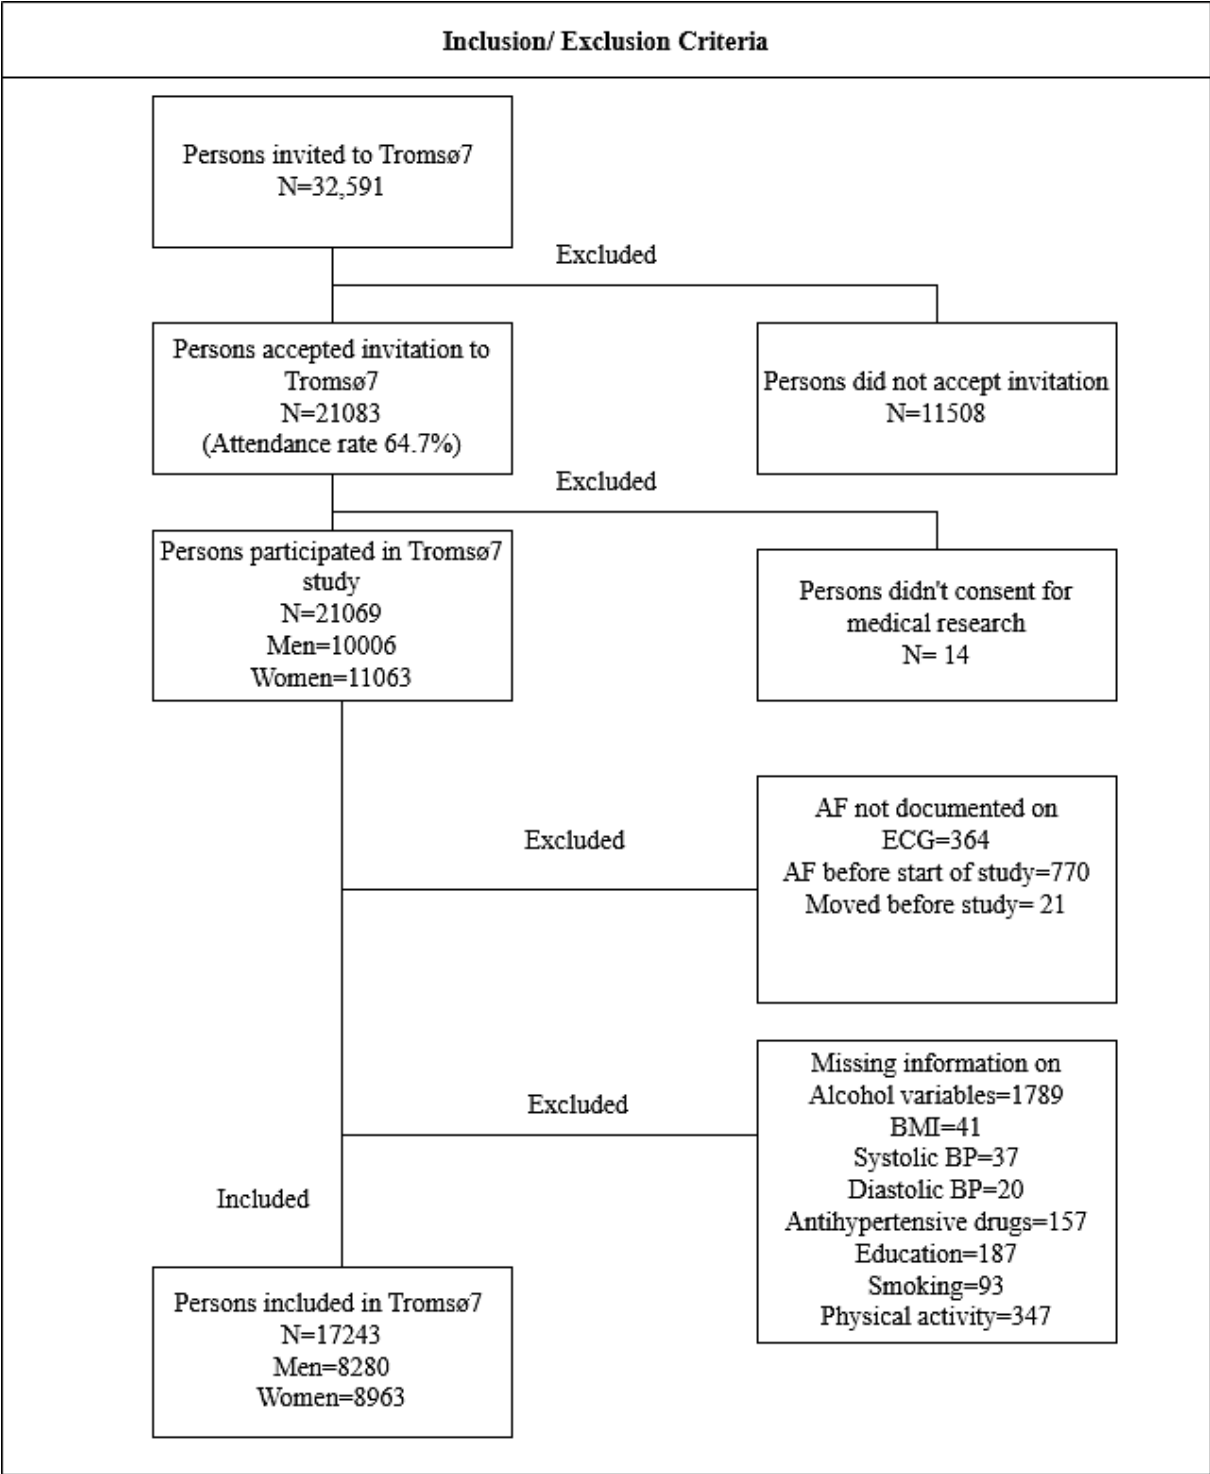 Inclusion/ Exclusion Criteria
Persons invited to Tromsø7
N=32,591
Excluded
Persons accepted invitation to
Tromsø7
N=21083
(Attendance rate 64.7%)
Persons did not accept invitation
N=11508
Excluded
Persons participated in Tromsø7
study
N=21069
Men=10006
Women=11063
Persons didn't consent for
medical research
N= 14
Excluded
AF not documented on
ECG=364
AF before start of study=770
Moved before study= 21
Excluded
Missing information on
Alcohol variables=1789
BMI=41
Systolic BP=37
Diastolic BP=20
Antihypertensive drugs=157
Education=187
Smoking=93
Physical activity=347
Included
Persons included in Tromsø7
N=17243
Men=8280
Women=8963